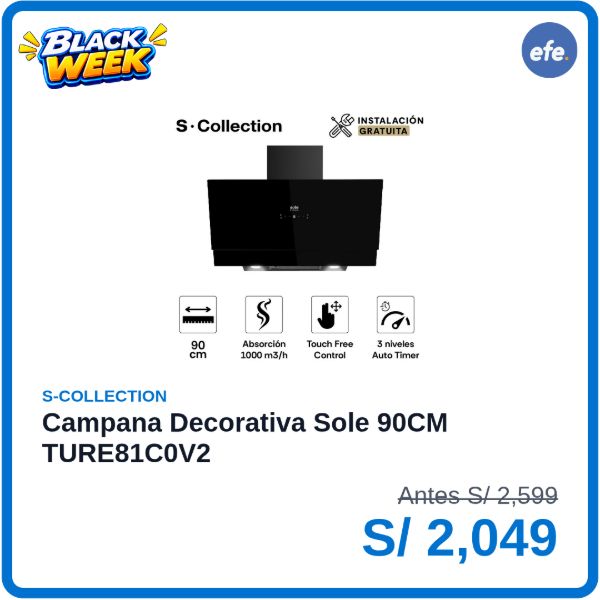 BLACK
WEEK
efe.
S·Collection
INSTALACIÓN
GRATUITA
sole
90
cm
Absorción
1000 m3/h
Touch Free
Control
3 niveles
Auto Timer
S-COLLECTION
Campana Decorativa Sole 90CM
TURE81C0V2
Antes S/ 2,599
S/ 2,049